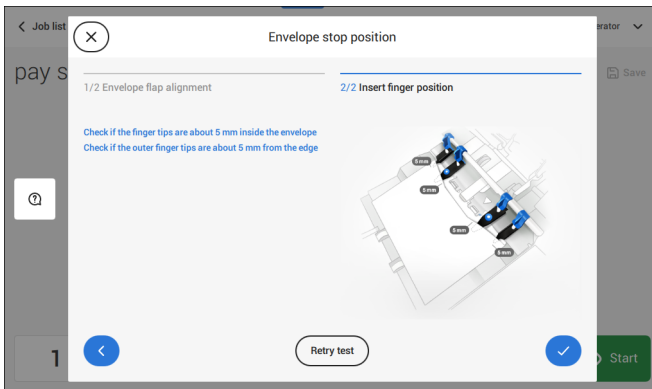 Job list
Envelope stop position
erator
pay s
Save
1/2 Envelope flap alignment
2/2 Insert finger position
Check if the finger tips are about 5 mm inside the envelope
Check if the outer finger tips are about 5 mm from the edge
5 mm
5 mm
5 mm
5 mm
1
Retry test
Start